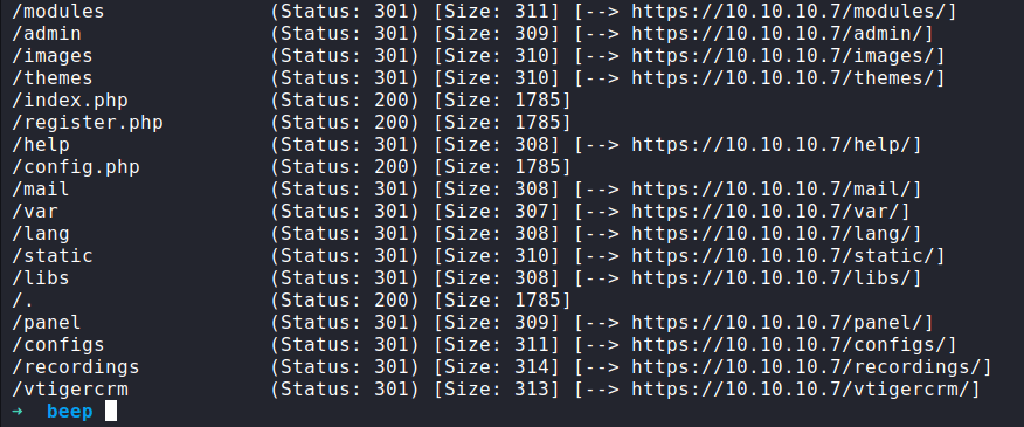 /modules (Status: 301) [Size: 311] [--> https://10.10.10.7/modules/]
/admin (Status: 301) [Size: 309] [--> https://10.10.10.7/admin/]
/images (Status: 301) [Size: 310] [--> https://10.10.10.7/images/]
/themes (Status: 301) [Size: 310] [--> https://10.10.10.7/themes/]
/index.php (Status: 200) [Size: 1785]
/register.php (Status: 200) [Size: 1785]
/help (Status: 301) [Size: 308] [--> https://10.10.10.7/help/]
/config.php (Status: 200) [Size: 1785]
/mail (Status: 301) [Size: 308] [--> https://10.10.10.7/mail/]
/var (Status: 301) [Size: 307] [--> https://10.10.10.7/var/]
/lang (Status: 301) [Size: 308] [--> https://10.10.10.7/lang/]
/static (Status: 301) [Size: 310] [--> https://10.10.10.7/static/]
/libs (Status: 301) [Size: 308] [--> https://10.10.10.7/libs/]
/. (Status: 200) [Size: 1785]
/panel (Status: 301) [Size: 309] [--> https://10.10.10.7/panel/]
/configs (Status: 301) [Size: 311] [--> https://10.10.10.7/configs/]
/recordings (Status: 301) [Size: 314] [--> https://10.10.10.7/recordings/]
/vtigercrm (Status: 301) [Size: 313] [--> https://10.10.10.7/vtigercrm/]
→ beep